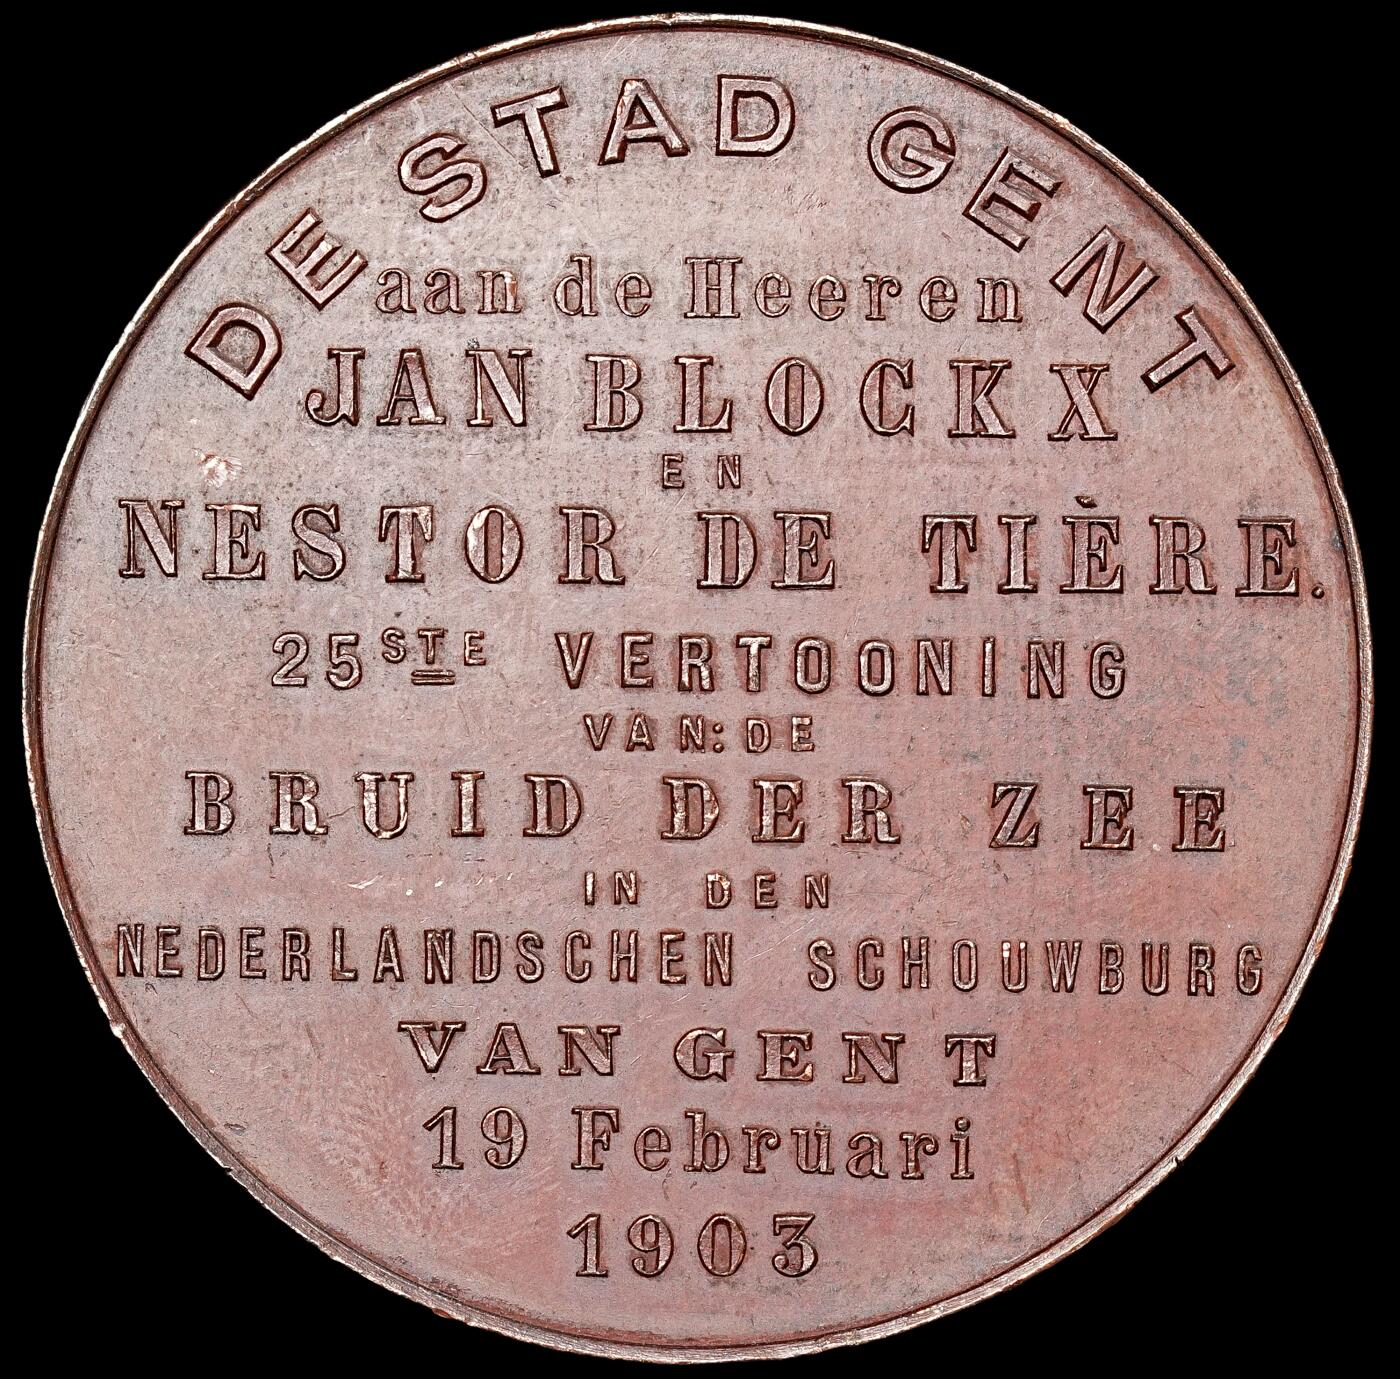 DE STAD GENT
aan de Heeren
JAN BLOCKX
EN
NESTOR DE TIÈRE.
25STE VERTOONING
VAN: DE
BRUID DER ZEE
IN DEN
NEDERLANDSCHEN SCHOUWBURG
VAN GENT
19 Februari
1903